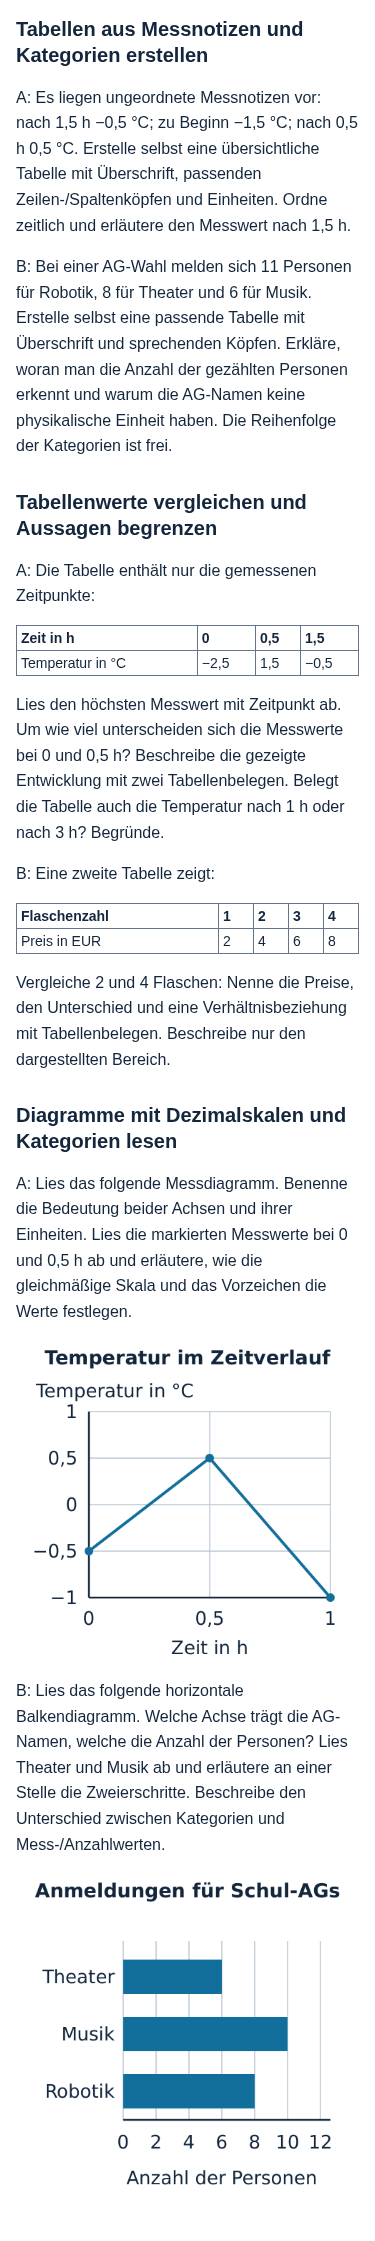 Tabellen aus Messnotizen und
Kategorien erstellen
A: Es liegen ungeordnete Messnotizen vor:
nach 1,5 h −0,5 °C; zu Beginn −1,5 °C; nach 0,5
h 0,5 °C. Erstelle selbst eine übersichtliche
Tabelle mit Überschrift, passenden
Zeilen-/Spaltenköpfen und Einheiten. Ordne
zeitlich und erläutere den Messwert nach 1,5 h.
B: Bei einer AG-Wahl melden sich 11 Personen
für Robotik, 8 für Theater und 6 für Musik.
Erstelle selbst eine passende Tabelle mit
Überschrift und sprechenden Köpfen. Erkläre,
woran man die Anzahl der gezählten Personen
erkennt und warum die AG-Namen keine
physikalische Einheit haben. Die Reihenfolge
der Kategorien ist frei.
Tabellenwerte vergleichen und
Aussagen begrenzen
A: Die Tabelle enthält nur die gemessenen
Zeitpunkte:
Zeit in h 0 0,5 1,5
Temperatur in °C −2,5 1,5 −0,5
Lies den höchsten Messwert mit Zeitpunkt ab.
Um wie viel unterscheiden sich die Messwerte
bei 0 und 0,5 h? Beschreibe die gezeigte
Entwicklung mit zwei Tabellenbelegen. Belegt
die Tabelle auch die Temperatur nach 1 h oder
nach 3 h? Begründe.
B: Eine zweite Tabelle zeigt:
Flaschenzahl 1 2 3 4
Preis in EUR 2 4 6 8
Vergleiche 2 und 4 Flaschen: Nenne die Preise,
den Unterschied und eine Verhältnisbeziehung
mit Tabellenbelegen. Beschreibe nur den
dargestellten Bereich.
Diagramme mit Dezimalskalen und
Kategorien lesen
A: Lies das folgende Messdiagramm. Benenne
die Bedeutung beider Achsen und ihrer
Einheiten. Lies die markierten Messwerte bei 0
und 0,5 h ab und erläutere, wie die
gleichmäßige Skala und das Vorzeichen die
Werte festlegen.
Temperatur im Zeitverlauf
Temperatur in °C
1
0,5
0
−0,5
−1
0 0,5 1
Zeit in h
B: Lies das folgende horizontale
Balkendiagramm. Welche Achse trägt die AG-
Namen, welche die Anzahl der Personen? Lies
Theater und Musik ab und erläutere an einer
Stelle die Zweierschritte. Beschreibe den
Unterschied zwischen Kategorien und
Mess-/Anzahlwerten.
Anmeldungen für Schul-AGs
Theater
Musik
Robotik
0 2 4 6 8 10 12
Anzahl der Personen